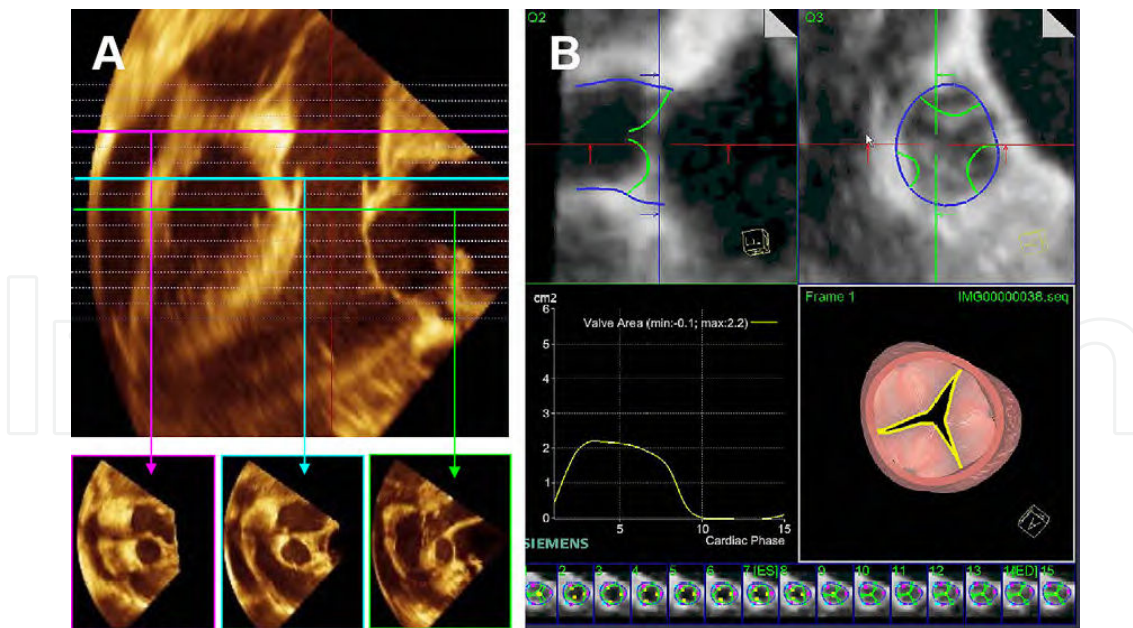 A
B
Q2
Q3
cm2
6
5
4
3
2
1
0
Valve Area (min:-0.1; max:2.2)
5
10
15
Cardiac Phase
Frame 1
IMG00000038.seq
SIEMENS
1 2 3 4 5 6 7 [ES] 8 9 10 11 12 13 [MED] 15